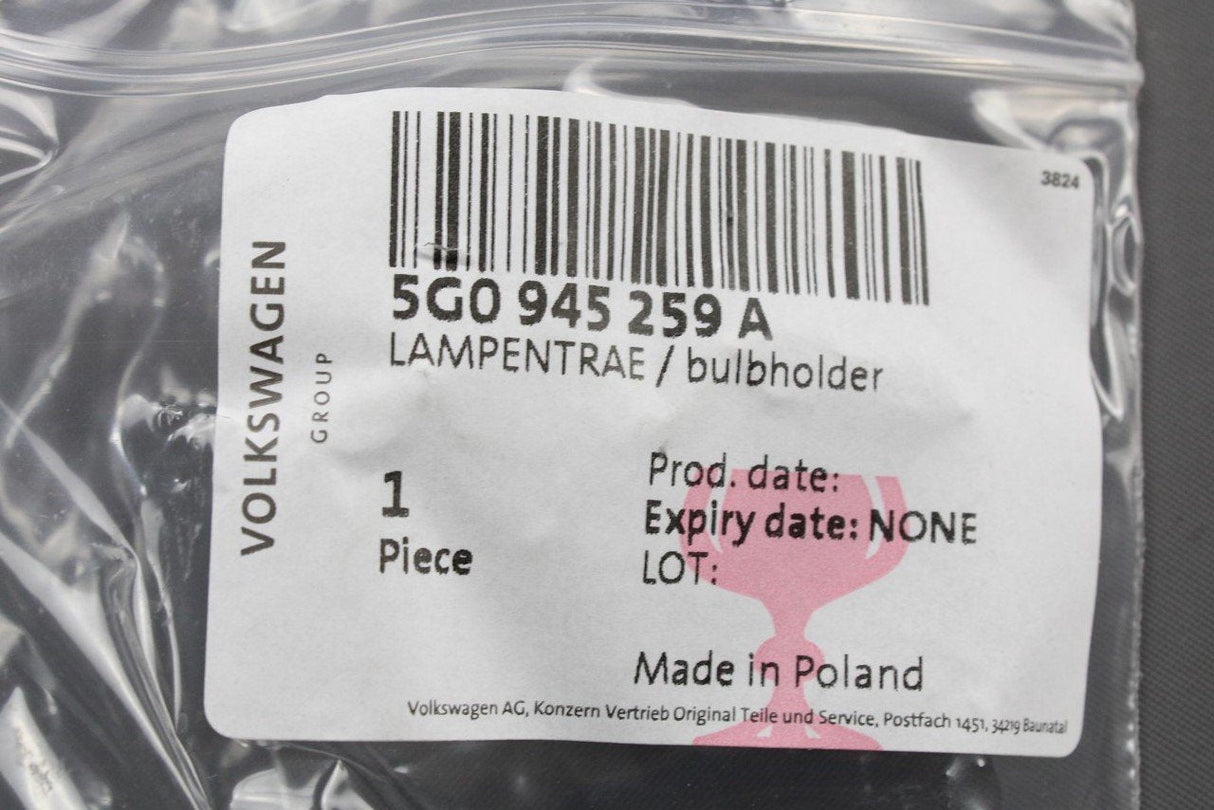 3824
VOLKSWAGEN
GROUP
5G0 945 259 A
LAMPENTRAE / bulbholder
1
Piece
Prod. date:
Expiry date: NONE
LOT:
Made in Poland
Volkswagen AG, Konzern Vertrieb Original Teile und Service, Postfach 1451, 34219 Baunatal